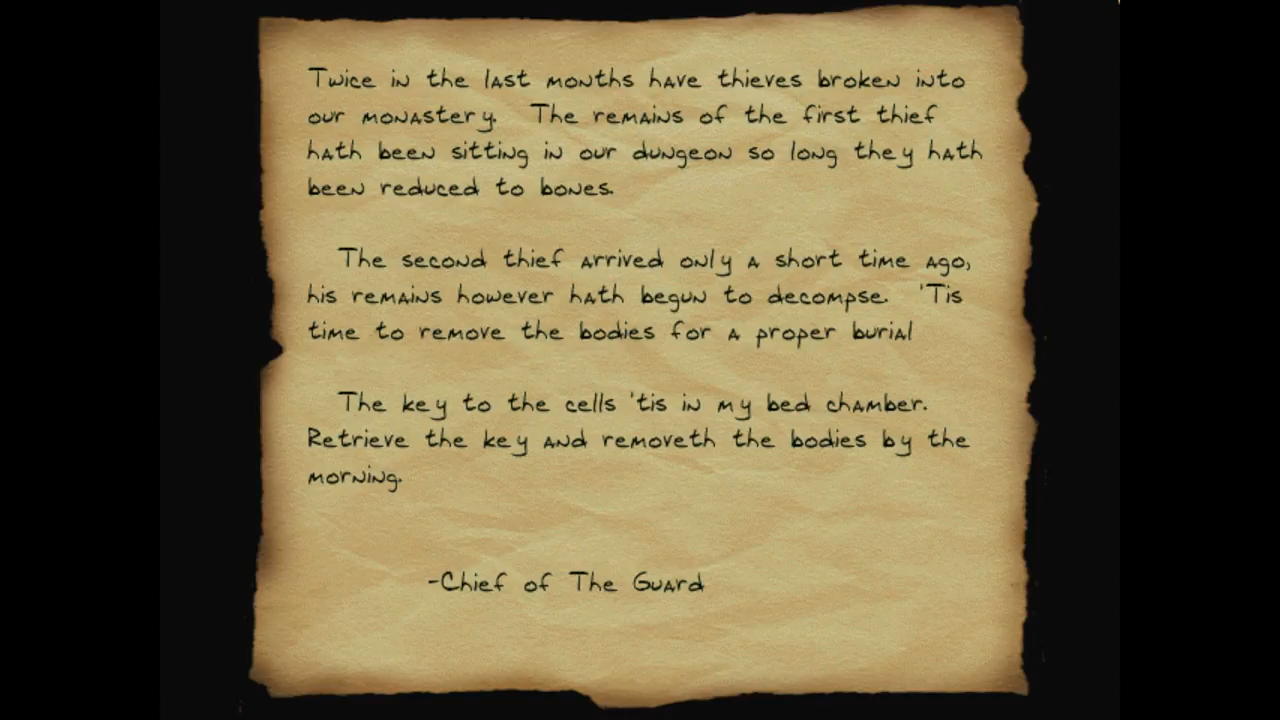 Twice in the last months have thieves broken into
our monastery. The remains of the first thief
hath been sitting in our dungeon so long they hath
been reduced to bones.
The second thief arrived only a short time ago,
his remains however hath begun to decompse. 'Tis
time to remove the bodies for a proper burial
The key to the cells 'tis in my bed chamber.
Retrieve the key and removeth the bodies by the
morning.
-Chief of The Guard